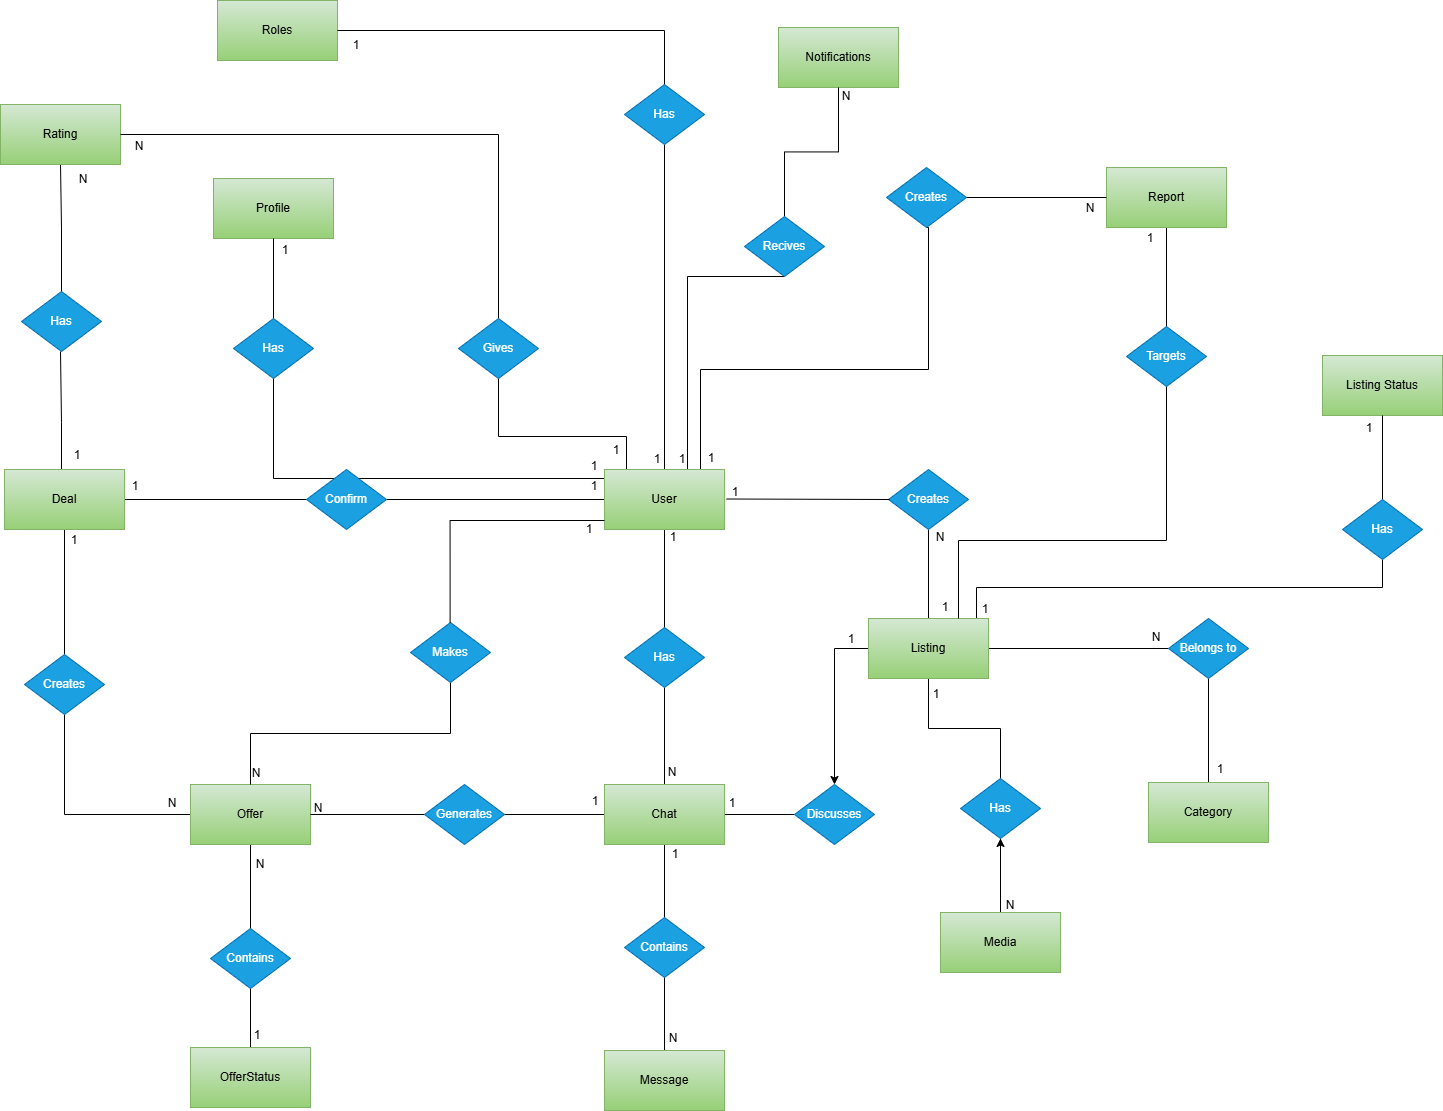 Roles
1
Notifications
N
Has
Rating
N
N
Profile
1
Creates
N
Report
1
Recives
Has
Has
Gives
Targets
Listing Status
1
1
1
1
1
1
1
1
Deal
1
Confirm
1
User
1
Creates
Has
1
1
1
N
1
1
Makes
Has
Creates
1
Listing
N
Belongs to
1
N
N
1
N
Offer
N
Generates
1
Chat
1
Discusses
Has
Category
N
1
N
Contains
Contains
Media
1
N
OfferStatus
Message